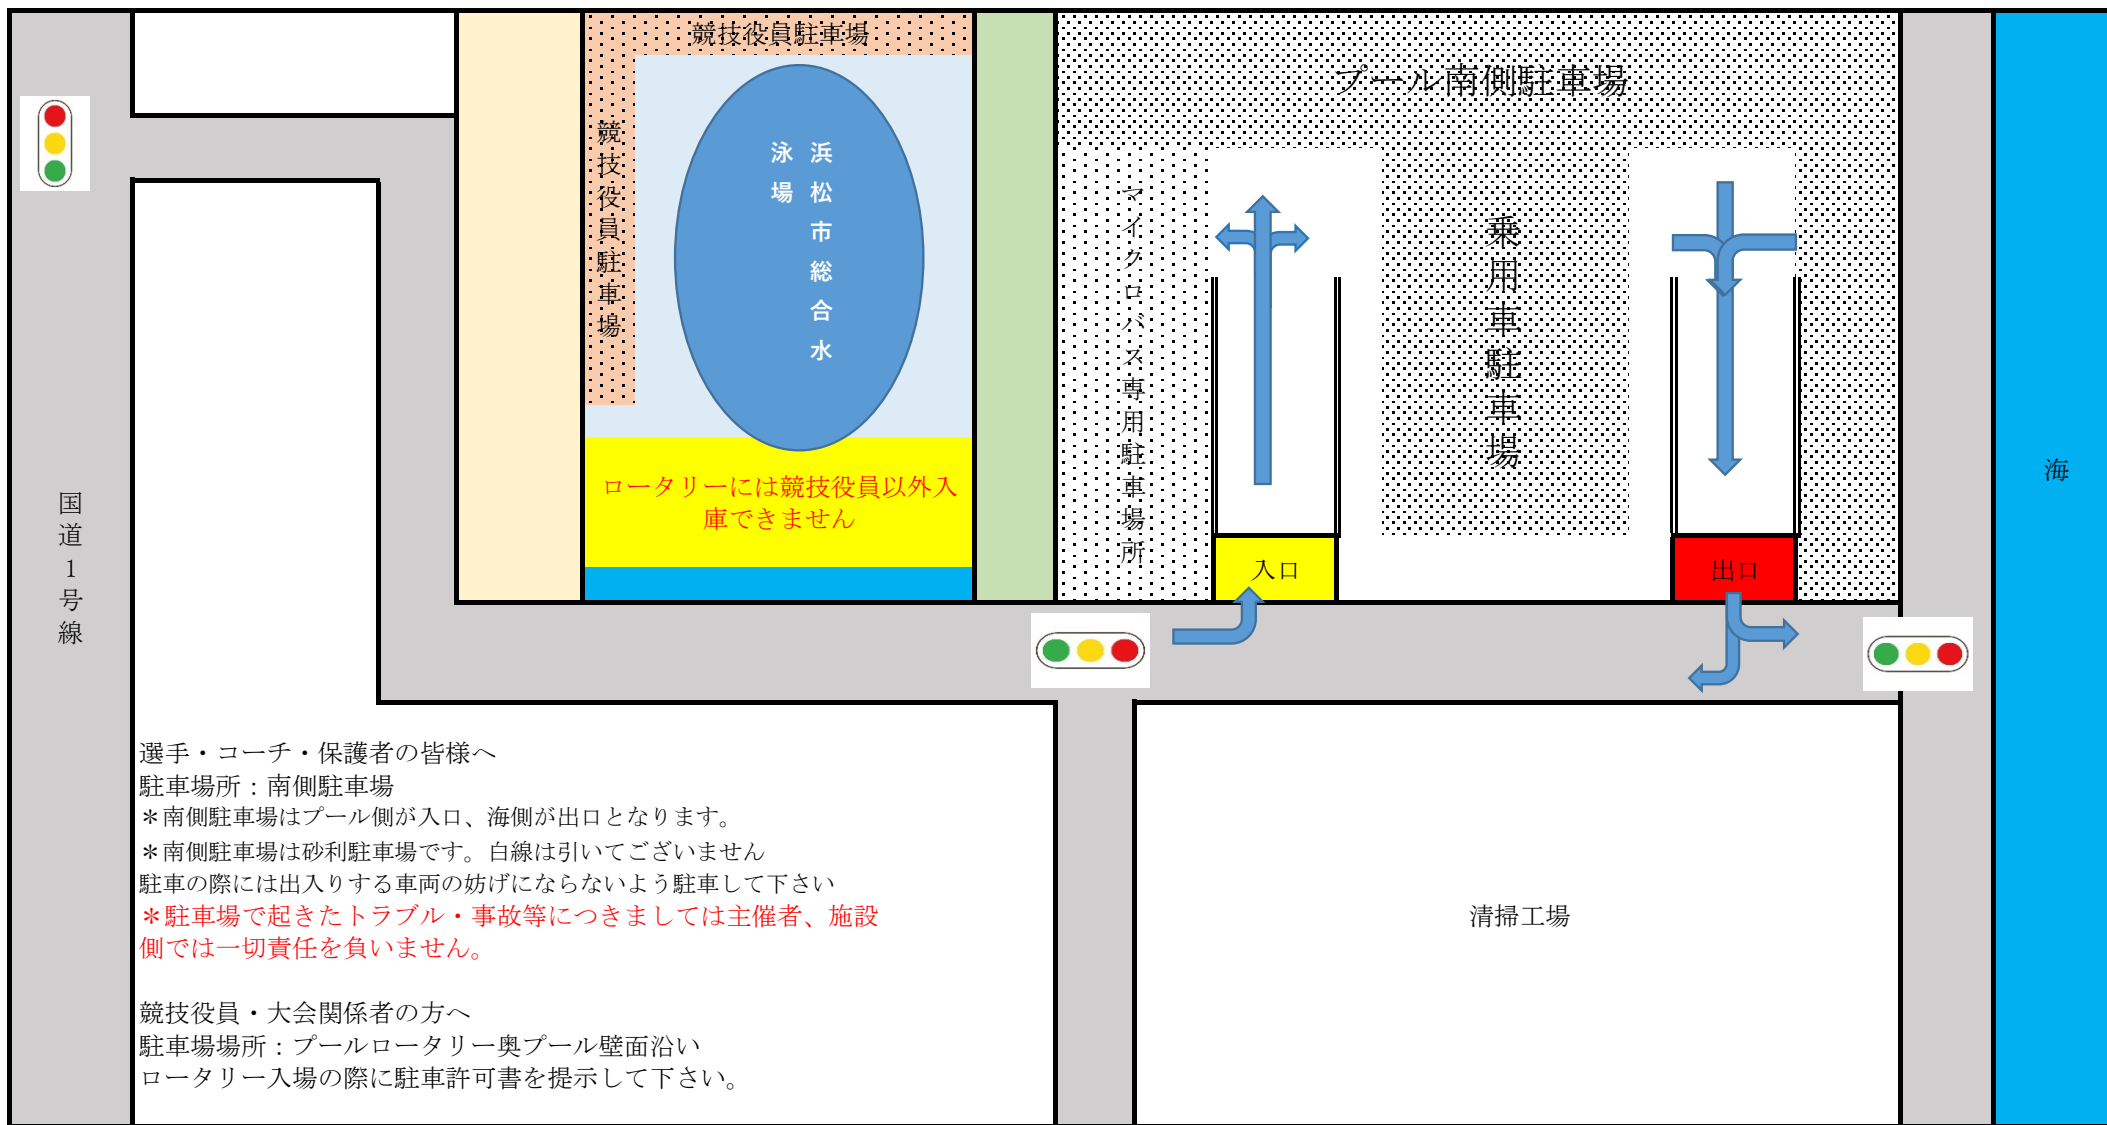 競技役員駐車場
プール南側駐車場
競技役員駐車場
浜松市総合水
泳場
マイクロバス専用駐車場所
乗用車駐車場
海
国道1号線
ロータリーには競技役員以外入
庫できません
入口
出口
選手・コーチ・保護者の皆様へ
駐車場所：南側駐車場
＊南側駐車場はプール側が入口、海側が出口となります。
＊南側駐車場は砂利駐車場です。白線は引いてございません
駐車の際には出入りする車両の妨げにならないよう駐車して下さい
＊駐車場で起きたトラブル・事故等につきましては主催者、施設
側では一切責任を負いません。
競技役員・大会関係者の方へ
駐車場場所：プールロータリー奥プール壁面沿い
ロータリー入場の際に駐車許可書を提示して下さい。
清掃工場